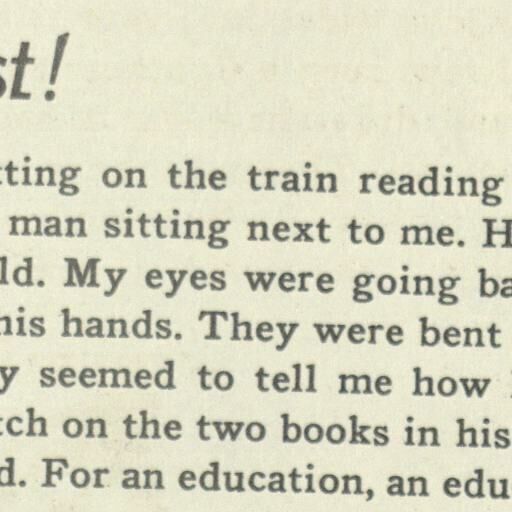 st!
tting on the train reading
man sitting next to me. H
ld. My eyes were going ba
his hands. They were bent
y seemed to tell me how
tch on the two books in his
d. For an education, an edu